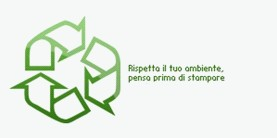 Rispetta il tuo ambiente,
pensa prima di stampare